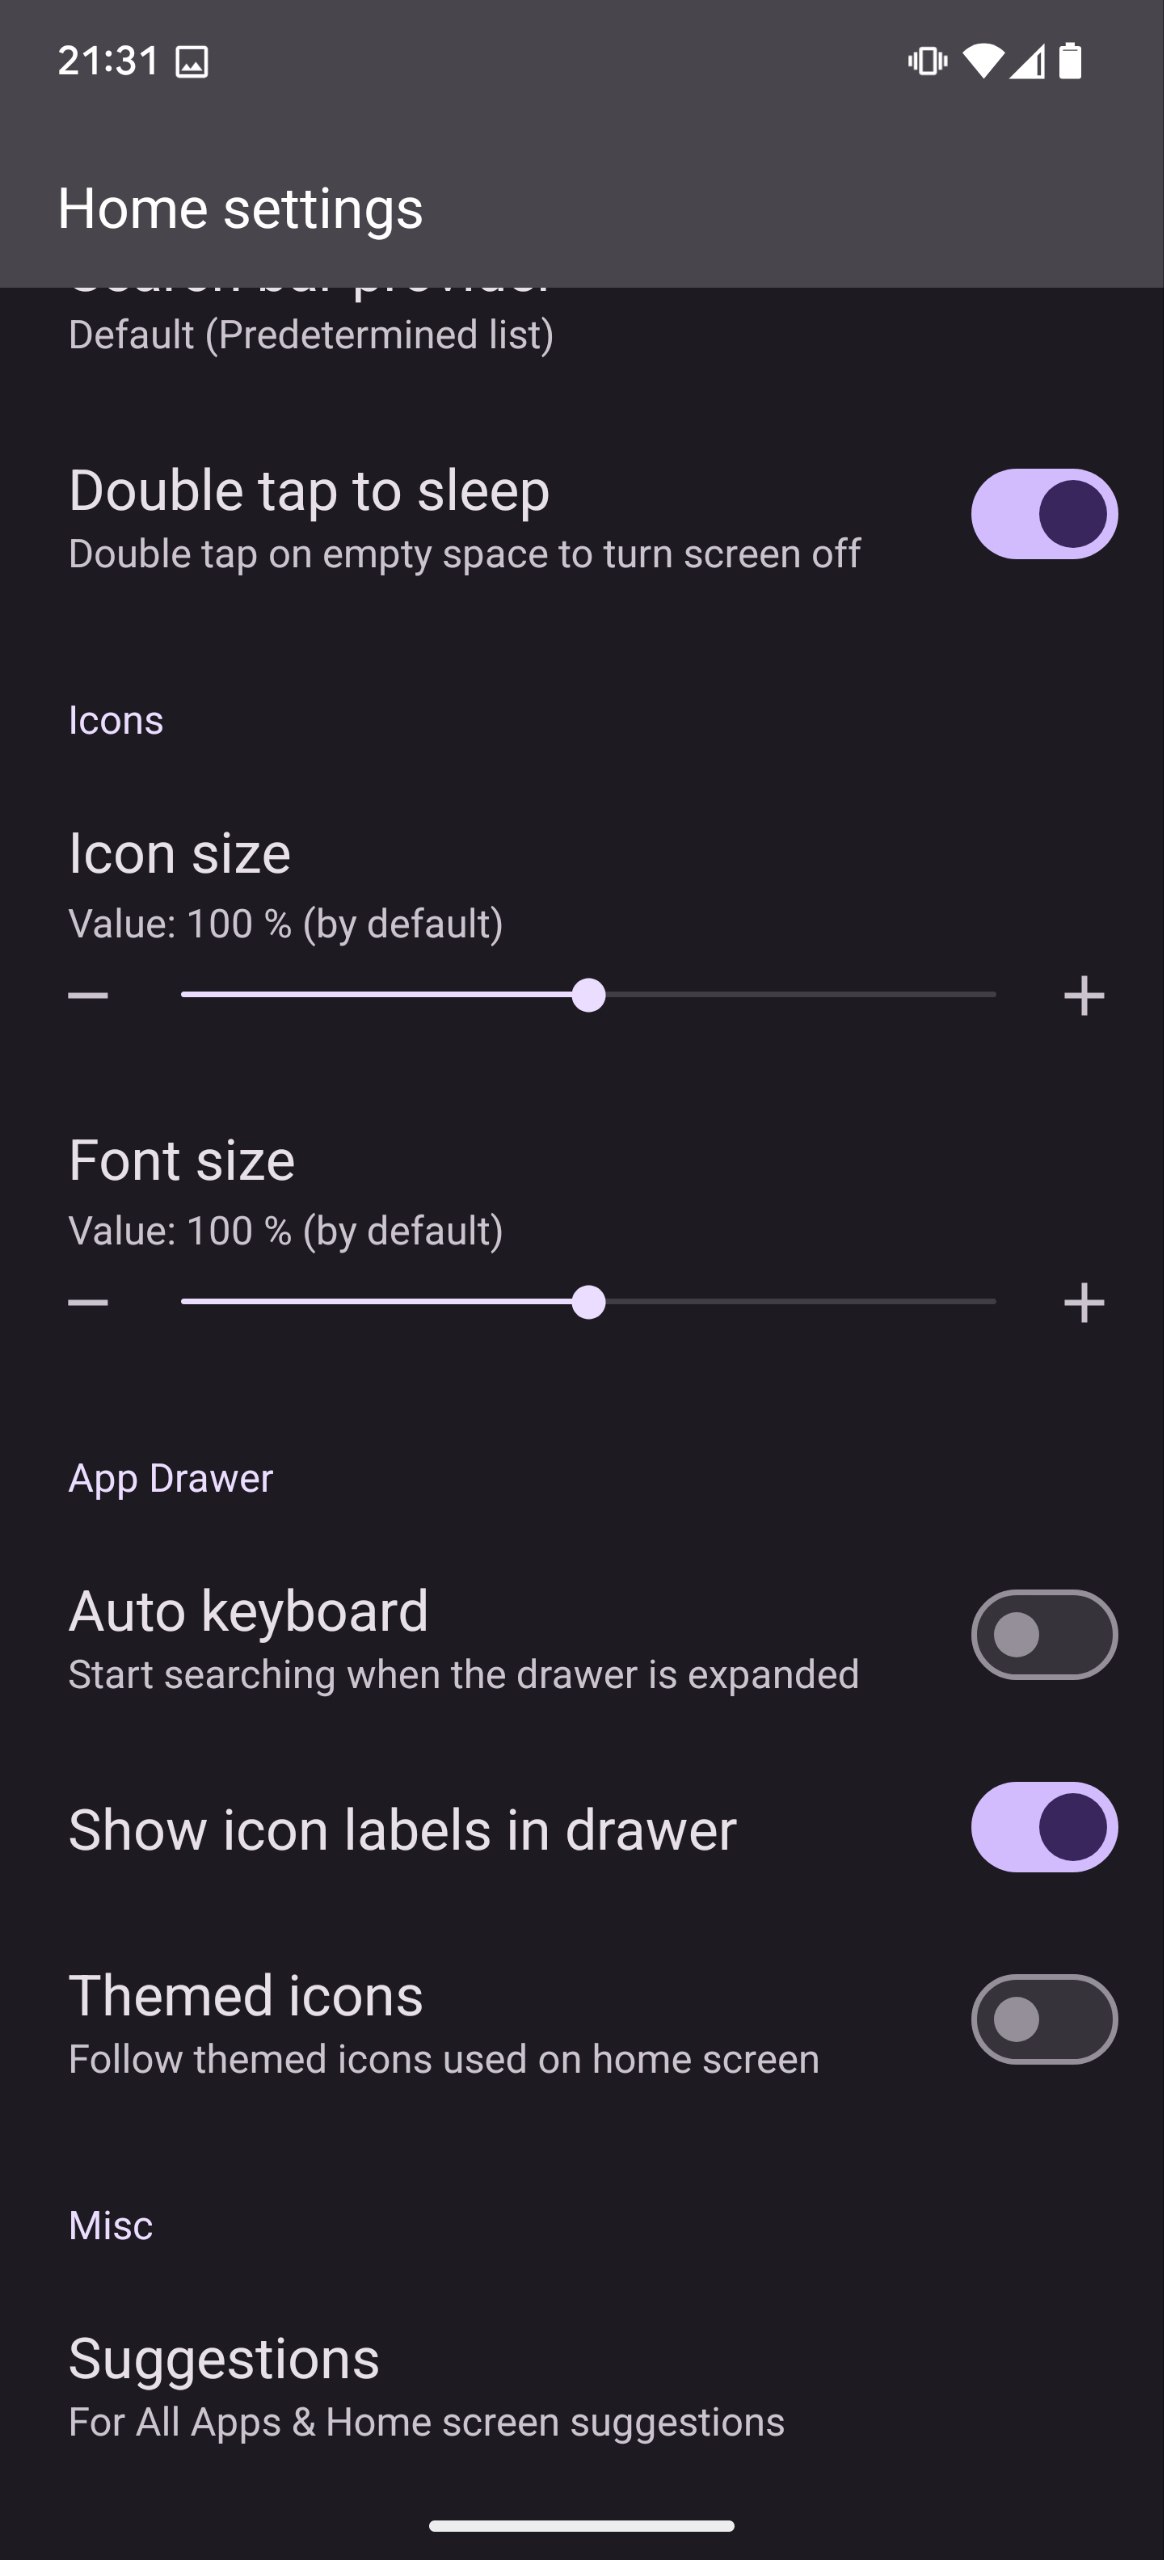 21:31
Home settings
Search bar provider
Default (Predetermined list)
Double tap to sleep
Double tap on empty space to turn screen off
Icons
Icon size
Value: 100 % (by default)
Font size
Value: 100 % (by default)
App Drawer
Auto keyboard
Start searching when the drawer is expanded
Show icon labels in drawer
Themed icons
Follow themed icons used on home screen
Misc
Suggestions
For All Apps & Home screen suggestions